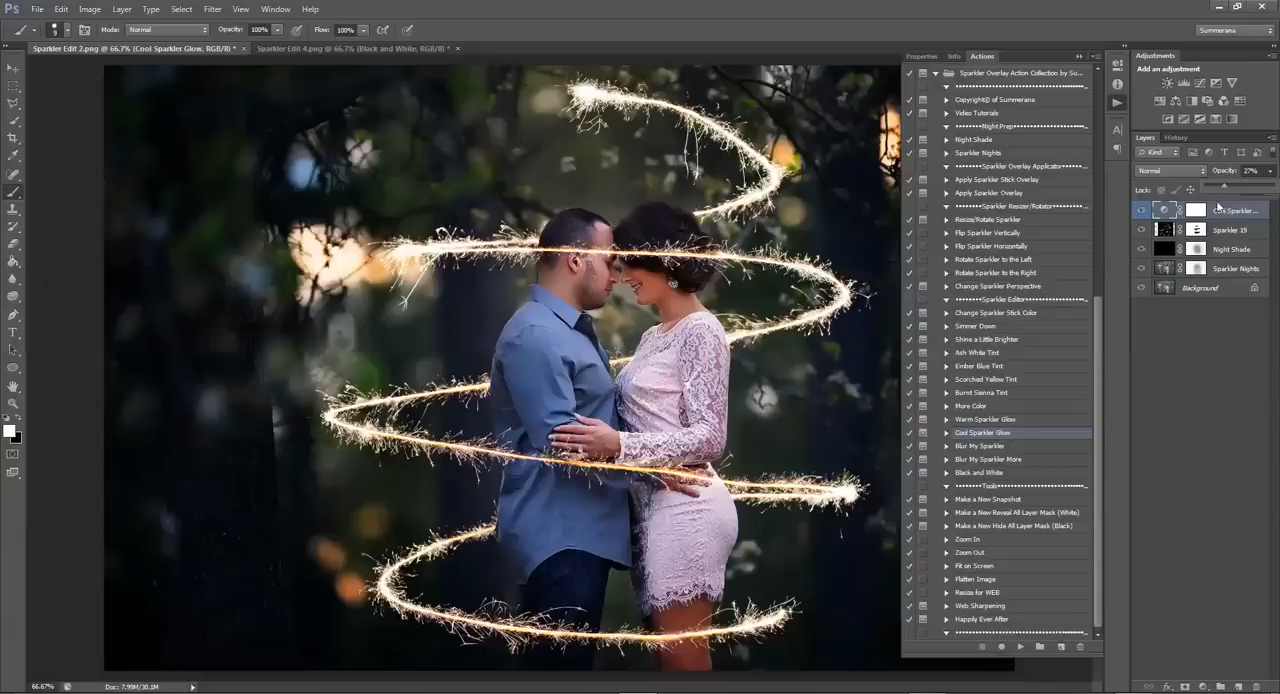 Ps File Edit Image Layer Type Select Filter View Window Help
Mode: Normal Opacity: 100% Flow: 100% Summerana
Sparkler Edit 2.png @ 66.7% (Cool Sparkler Glow, RGB/8) * × Sparkler Edit 4.png @ 66.7% (Black and White, RGB/8) * ×
Properties Info Actions
Sparkler Overlay Action Collection by Su...
Copyright© of Summerana
Video Tutorials
Night Prep
Night Shade
Sparkler Nights
Sparkler Overlay Applicator
Apply Sparkler Stick Overlay
Apply Sparkler Overlay
Sparkler Resizer/Rotator
Resize/Rotate Sparkler
Flip Sparkler Vertically
Flip Sparkler Horizontally
Rotate Sparkler to the Left
Rotate Sparkler to the Right
Change Sparkler Perspective
Sparkler Editor
Change Sparkler Stick Color
Simmer Down
Shine a Little Brighter
Ash White Tint
Ember Blue Tint
Scorched Yellow Tint
Burnt Sienna Tint
More Color
Warm Sparkler Glow
Cool Sparkler Glow
Blur My Sparkler
Blur My Sparkler More
Black and White
Tools
Make a New Snapshot
Make a New Reveal All Layer Mask (White)
Make a New Hide All Layer Mask (Black)
Zoom In
Zoom Out
Fit on Screen
Flatten Image
Resize for WEB
Web Sharpening
Happily Ever After
Adjustments
Add an adjustment
Layers History
Kind
Normal Opacity: 27%
Lock:
Sparkler...
Sparkler 19
Night Shade
Sparkler Nights
Background
66.67% Doc: 7.99M/30.1M